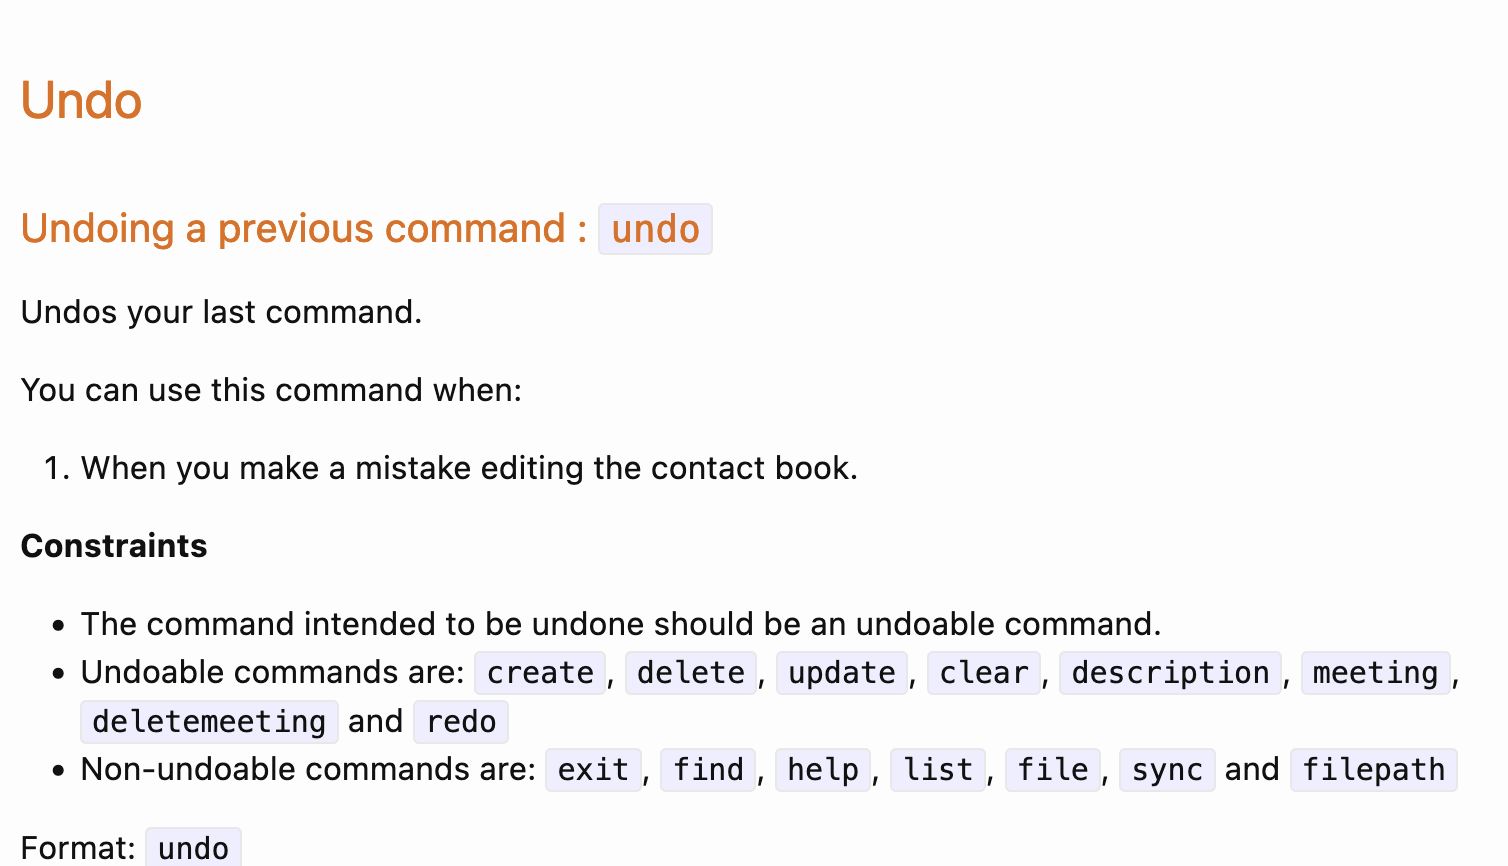 Undo
Undoing a previous command : undo
Undos your last command.
You can use this command when:
1. When you make a mistake editing the contact book.
Constraints
• The command intended to be undone should be an undoable command.
• Undoable commands are: create, delete, update, clear, description, meeting,
deletemeeting and redo
• Non-undoable commands are: exit, find, help, list, file, sync and filepath
Format: undo